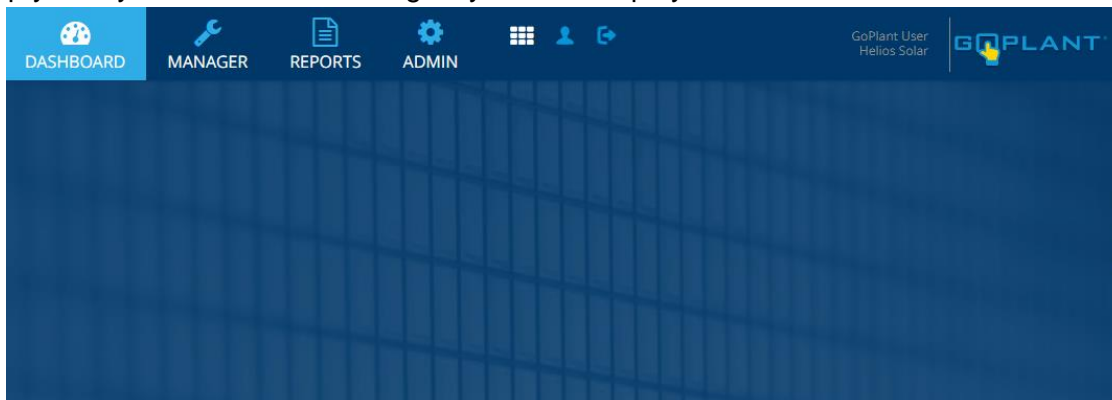 DASHBOARD
MANAGER
REPORTS
ADMIN
GoPlant User
Helios Solar
GOPLANT